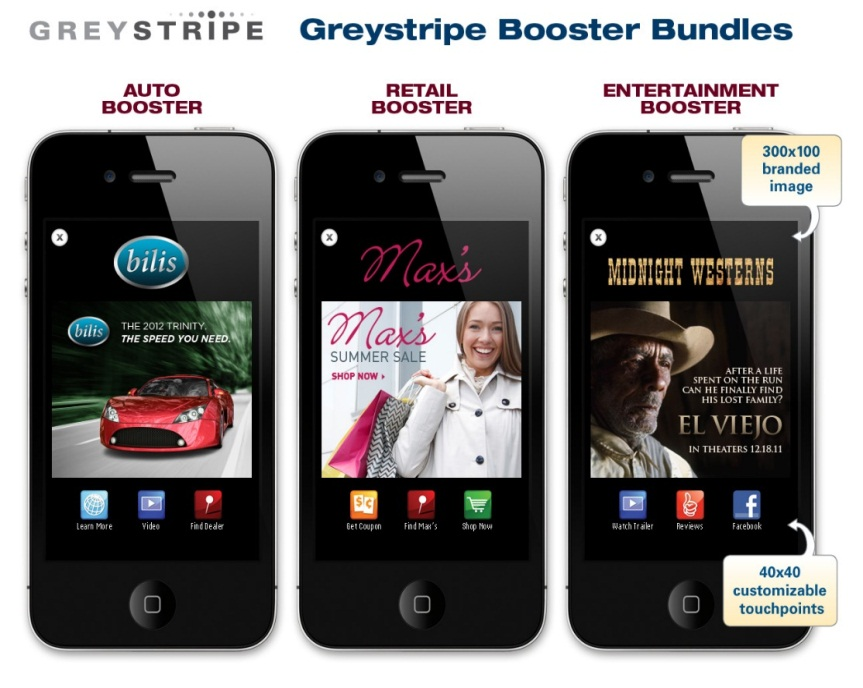 GREYSTRIPE
Greystripe Booster Bundles
AUTO
BOOSTER
RETAIL
BOOSTER
ENTERTAINMENT
BOOSTER
300x100
branded
image
X
bilis
bilis
THE 2012 TRINITY.
THE SPEED YOU NEED.
Learn More
Video
Find Dealer
X
Max's
Max's
SUMMER SALE
SHOP NOW
$C
Get Coupon
Find Max's
Shop Now
X
MIDNIGHT WESTERNS
AFTER A LIFE
SPENT ON THE RUN
CAN HE FINALLY FIND
HIS LOST FAMILY?
EL VIEJO
IN THEATERS 12.18.11
f
Watch Trailer
Reviews
Facebook
40x40
customizable
touchpoints